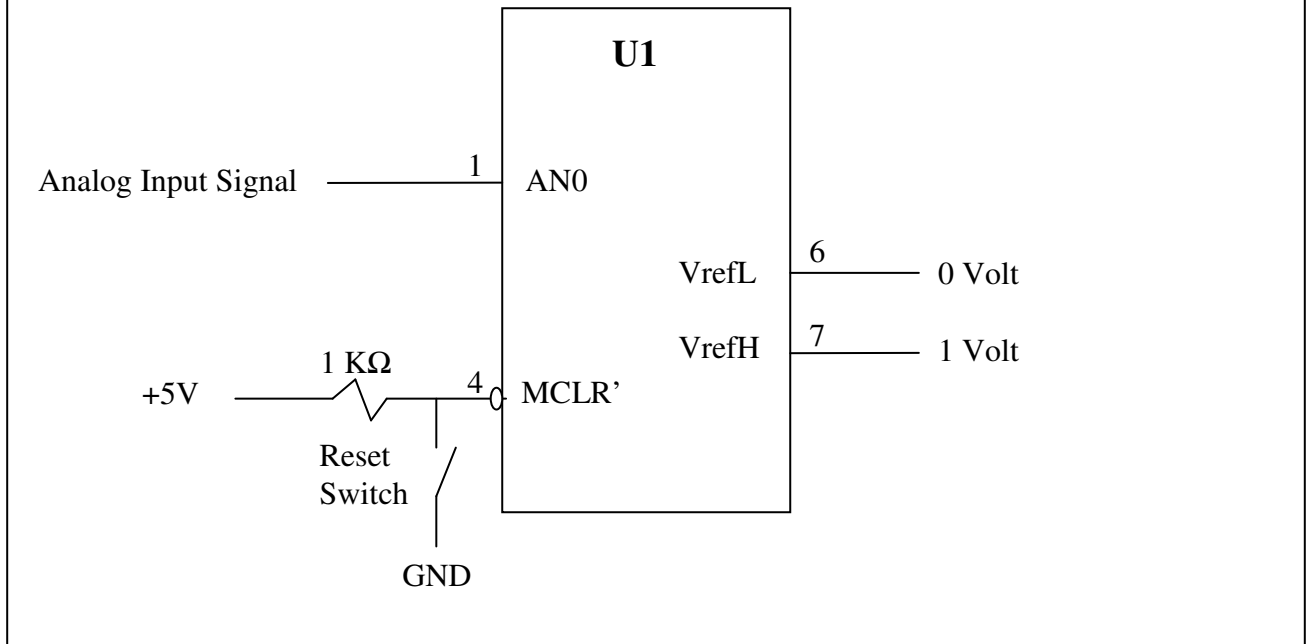 U1
1
Analog Input Signal
AN0
6
VrefL
0 Volt
7
VrefH
1 Volt
1 KΩ
4
+5V
MCLR’
Reset
Switch
GND